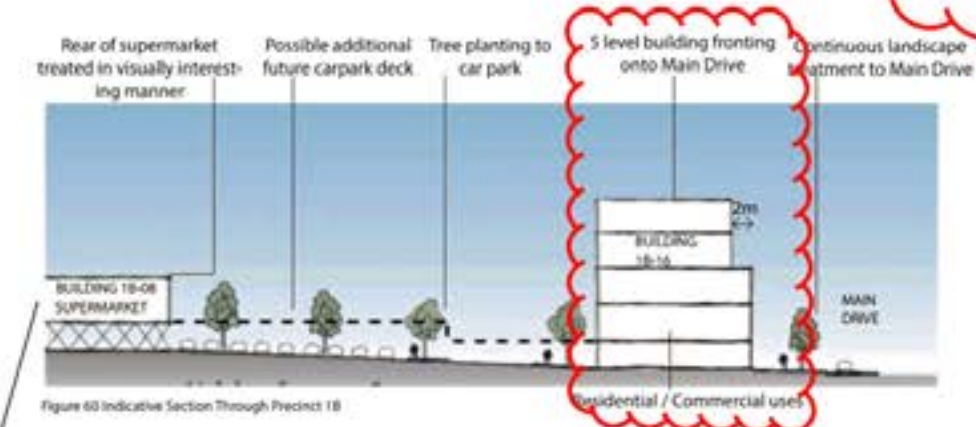 Rear of supermarket
treated in visually interest-
ing manner
Possible additional
future carpark deck
Tree planting to
car park
5 level building fronting
onto Main Drive
Continuous landscape
treatment to Main Drive
2m
BUILDING
1B-16
BUILDING 1B-08
SUPERMARKET
MAIN
DRIVE
Residential / Commercial uses
Figure 60 Indicative Section Through Precinct 1B